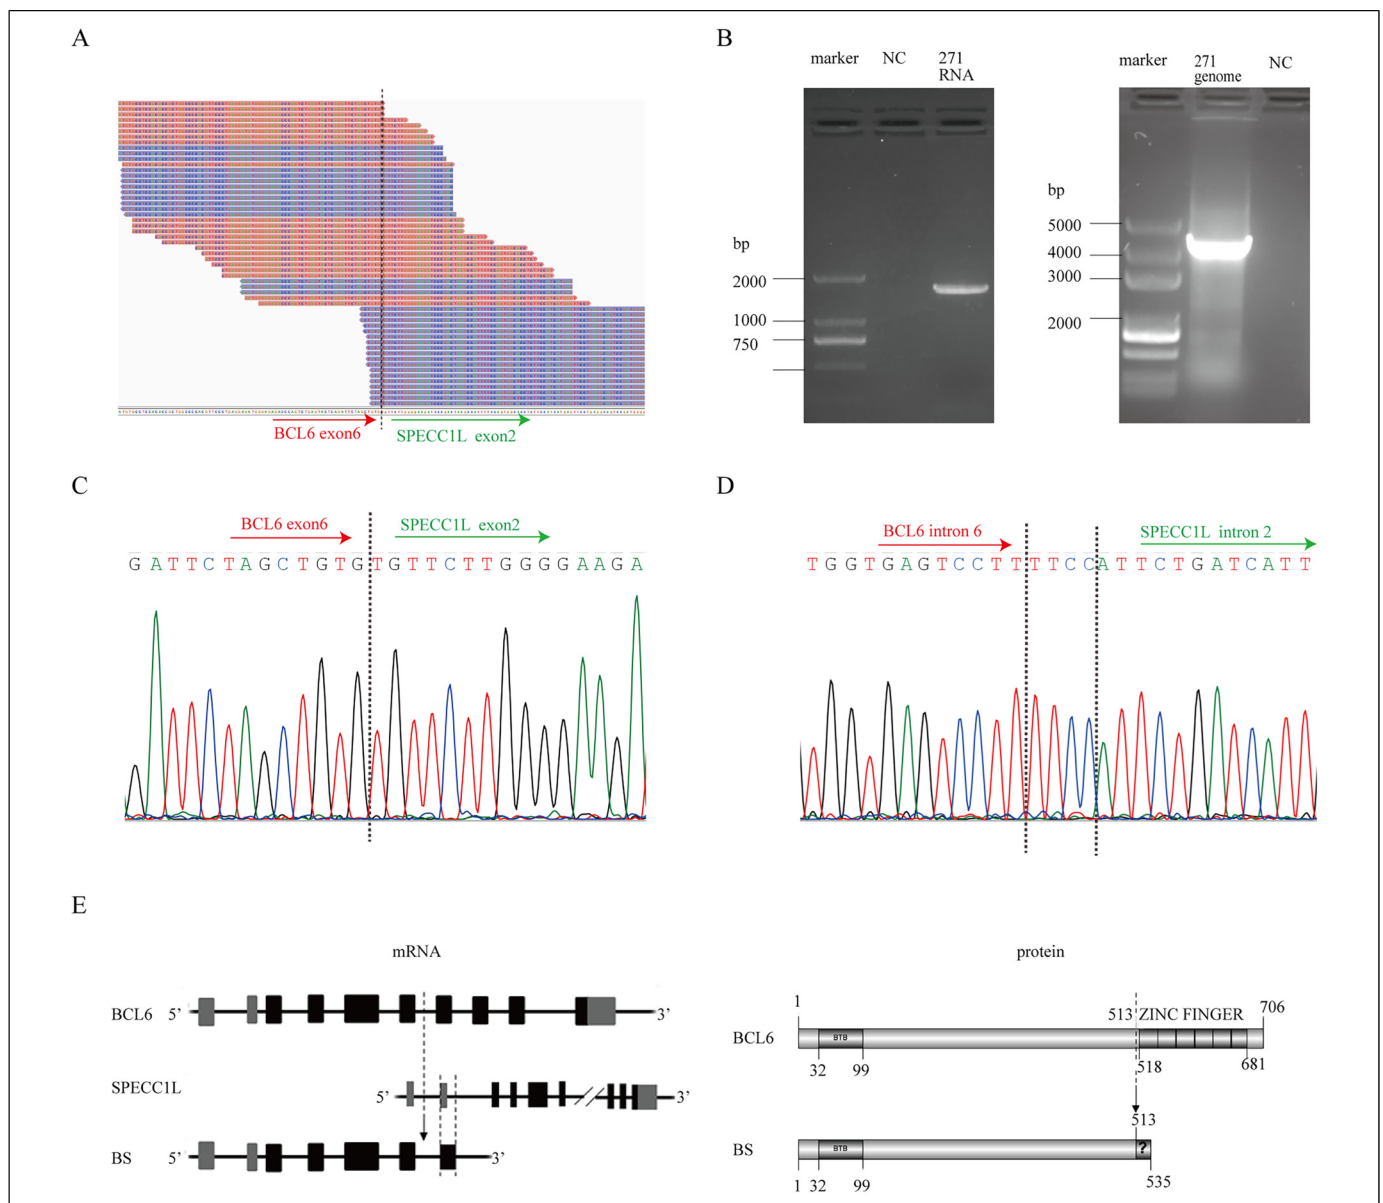 A
BCL6 exon6
SPECC1L exon2
B
marker NC 271 RNA
bp
2000
1000
750
marker 271 genome NC
bp
5000
4000
3000
2000
C
BCL6 exon6
SPECC1L exon2
G A T T C T A G C T G T G T G T T C T T G G G G A A G A
D
BCL6 intron 6
SPECC1L intron 2
T G G T G A G T C C T T T T C C A T T C T G A T C A T T
E
mRNA
BCL6 5’ 3’
SPECC1L 5’ 3’
BS 5’ 3’
protein
1 513 ZINC FINGER 706
BCL6 BTB
32 99 518 681
513
BS BTB ?
1 32 99 535